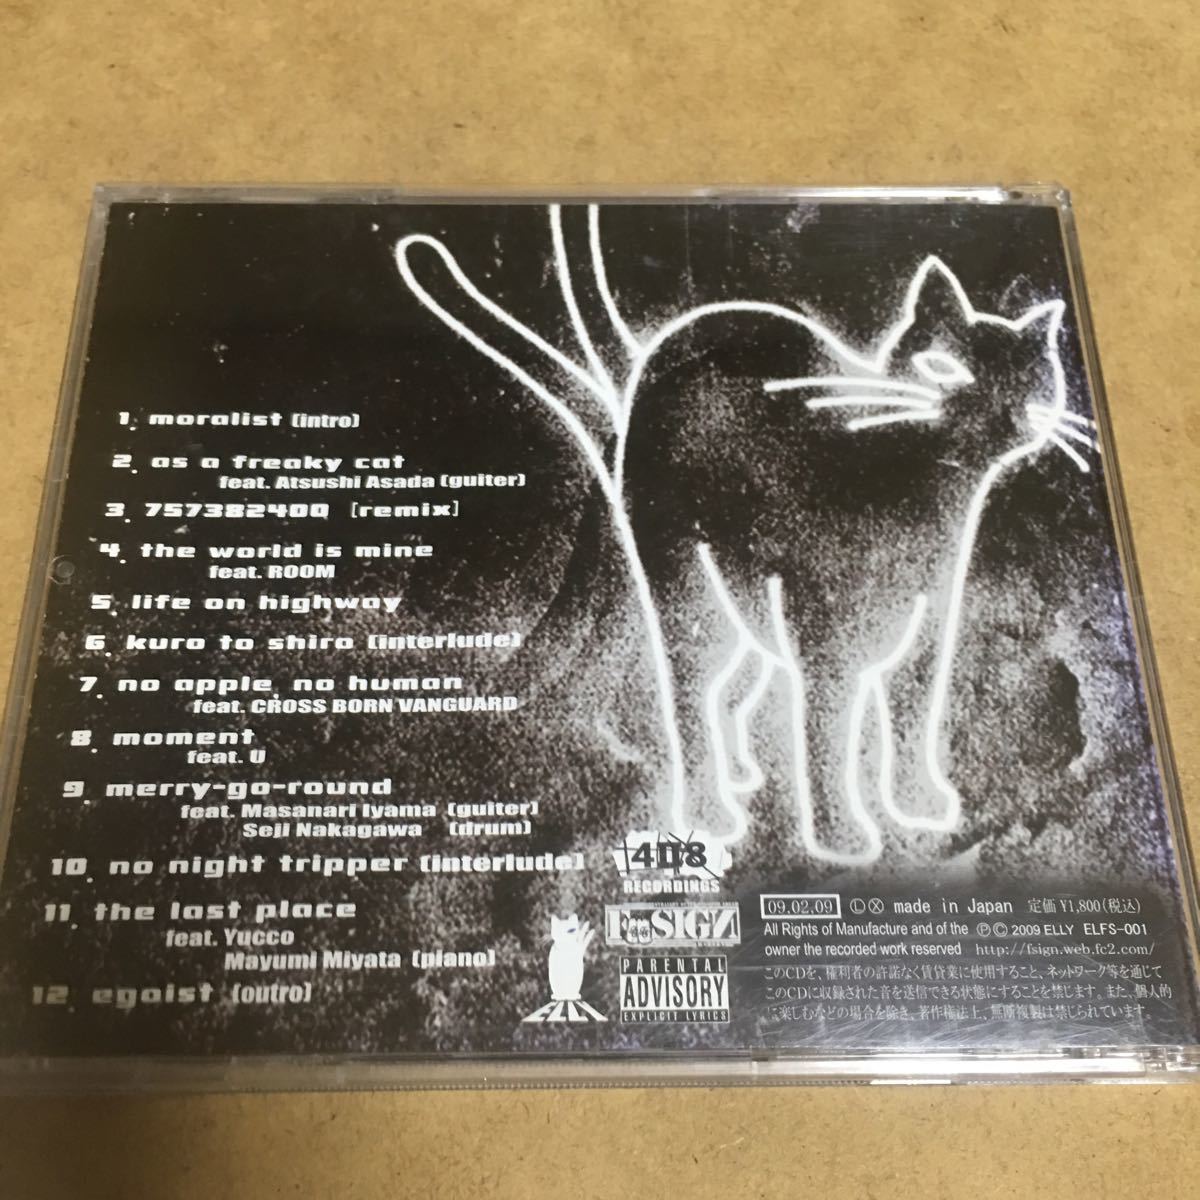 1. moralist (intro)
2. as a freaky cat
feat. Atsushi Asada (guiter)
3. 757382400 [remix]
4. the world is mine
feat. ROOM
5. life on highway
6. kuro to shiro (interlude)
7. no apple, no human
feat. CROSS BORN VANGUARD
8. moment
feat. U
9. merry-go-round
feat. Masanari Iyama (guiter)
Seiji Nakagawa (drum)
10. no night tripper (interlude)
11. the last place
feat. Yucco
Mayumi Miyata (piano)
12. egoist (outro)
RECORDINGS
PARENTAL
ADVISORY
EXPLICIT LYRICS
09.02.09 Ⓛ Ⓧ made in Japan 定価 ¥1,800(税込)
All Rights of Manufacture and of the ⓅⒸ 2009 ELLY ELFS-001
owner the recorded work reserved http://fsign.web.fc2.com/
このCDを、権利者の許諾なく賃貸業に使用すること、ネットワーク等を通じて
このCDに収録された音を送信できる状態にすることを禁じます。また、個人的
に楽しむなどの場合を除き、著作権法上、無断複製は禁じられています。